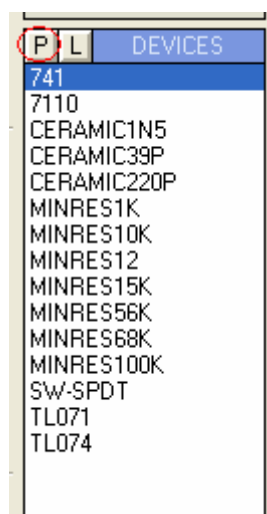 P L DEVICES
741
7110
CERAMIC1N5
CERAMIC39P
CERAMIC220P
MINRES1K
MINRES10K
MINRES12
MINRES15K
MINRES56K
MINRES68K
MINRES100K
SW-SPDT
TL071
TL074